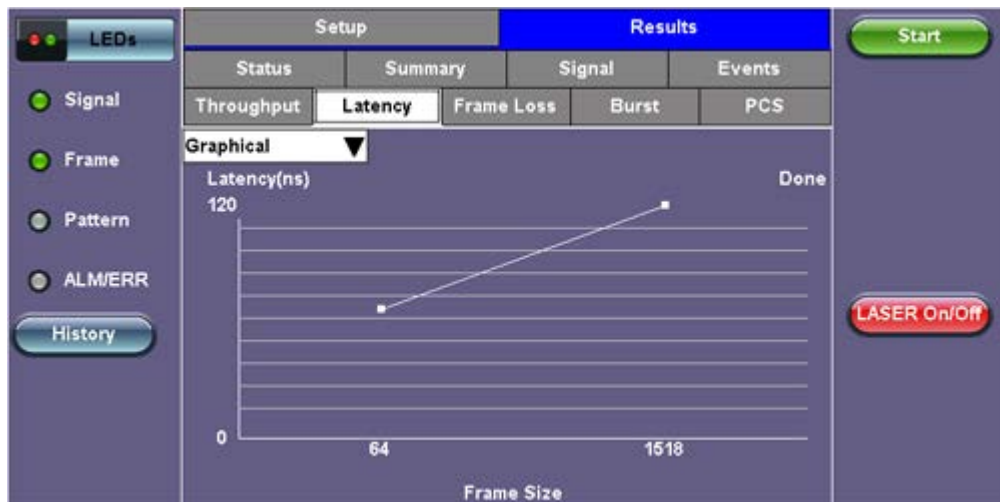 LEDs
Signal
Frame
Pattern
ALM/ERR
History
Setup
Results
Status
Summary
Signal
Events
Throughput
Latency
Frame Loss
Burst
PCS
Graphical
Latency(ns)
Done
120
0
64
1518
Frame Size
Start
LASER On/Off